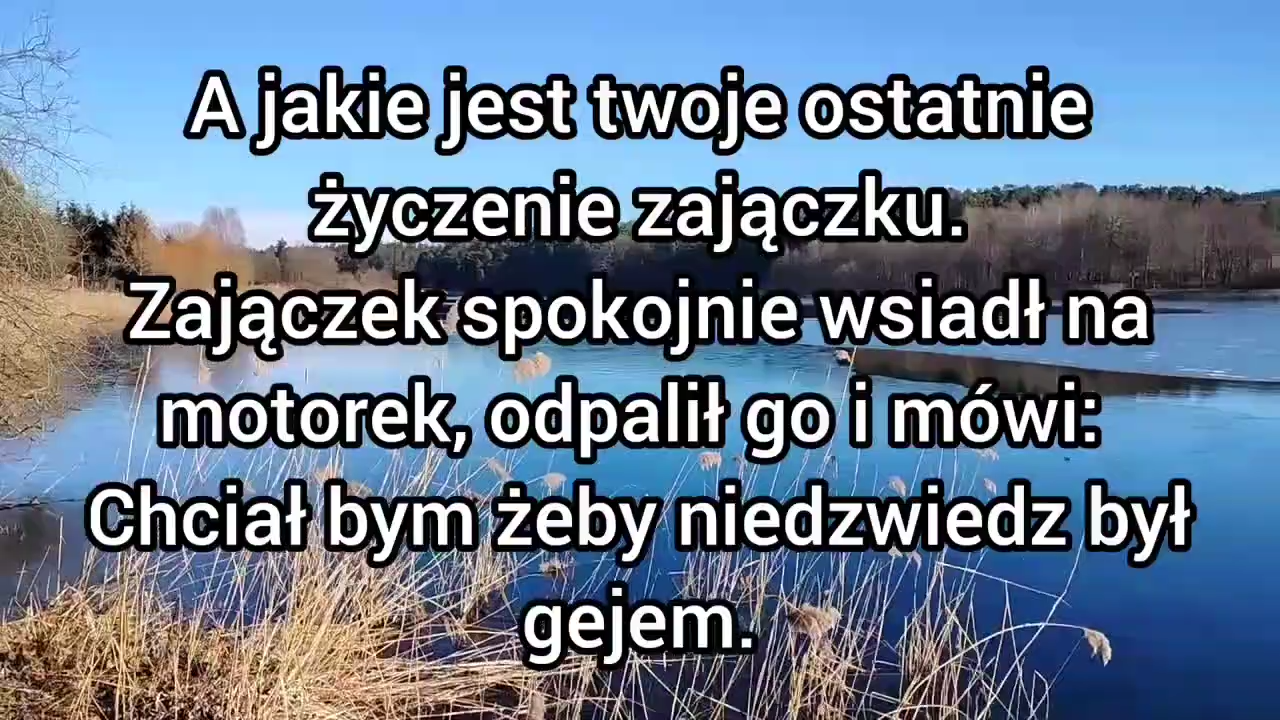 A jakie jest twoje ostatnie
życzenie zajączku.
Zajączek spokojnie wsiadł na
motorek, odpalił go i mówi:
Chciał bym żeby niedzwiedz był
gejem.